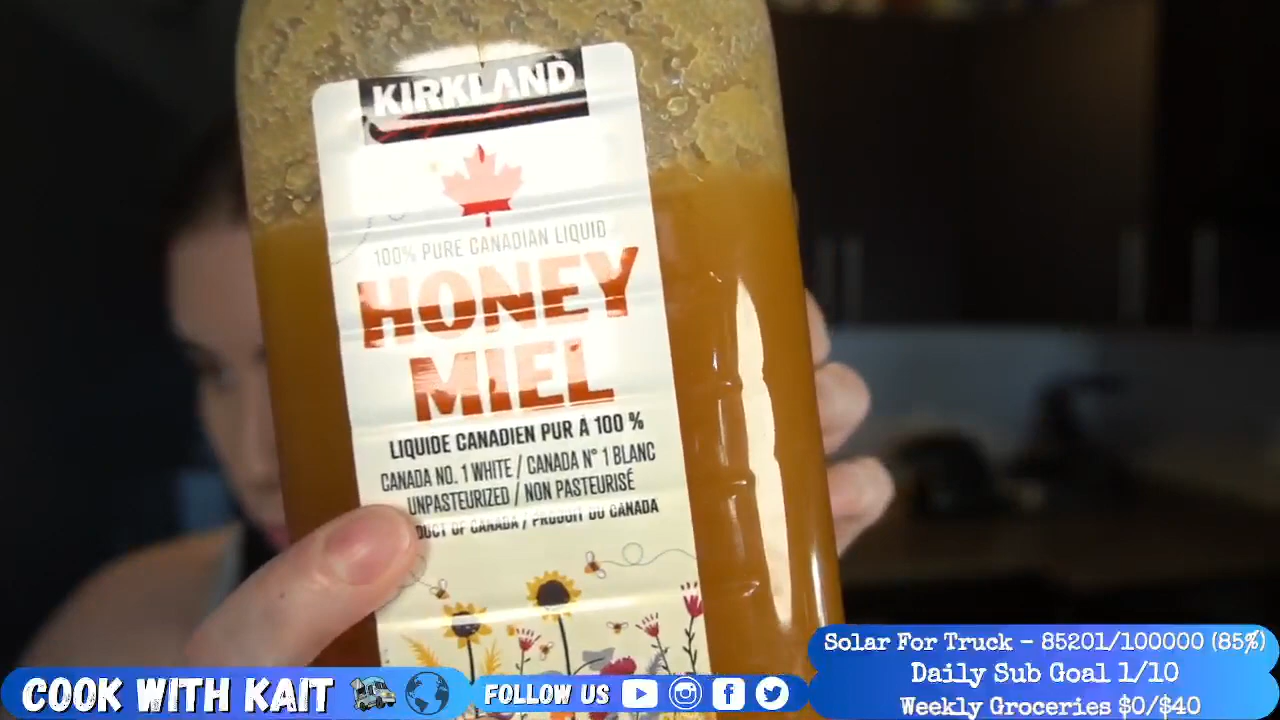 KIRKLAND
100% PURE CANADIAN LIQUID
HONEY
MIEL
LIQUIDE CANADIEN PUR À 100 %
CANADA NO. 1 WHITE / CANADA N° 1 BLANC
UNPASTEURIZED / NON PASTEURISÉ
OF CANADA / PRODUIT DU CANADA
Solar For Truck - 85201/100000 (85%)
Daily Sub Goal 1/10
Weekly Groceries $0/$40
COOK WITH KAIT
FOLLOW US